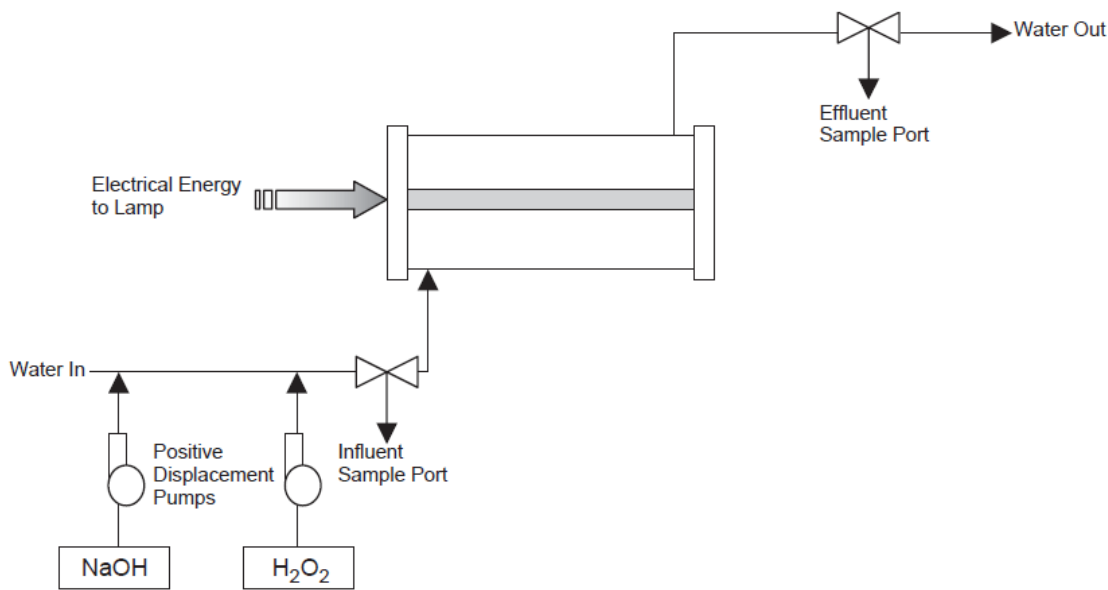 Water Out
Effluent
Sample Port
Electrical Energy
to Lamp
Water In
Positive
Displacement
Pumps
Influent
Sample Port
NaOH
H₂O₂